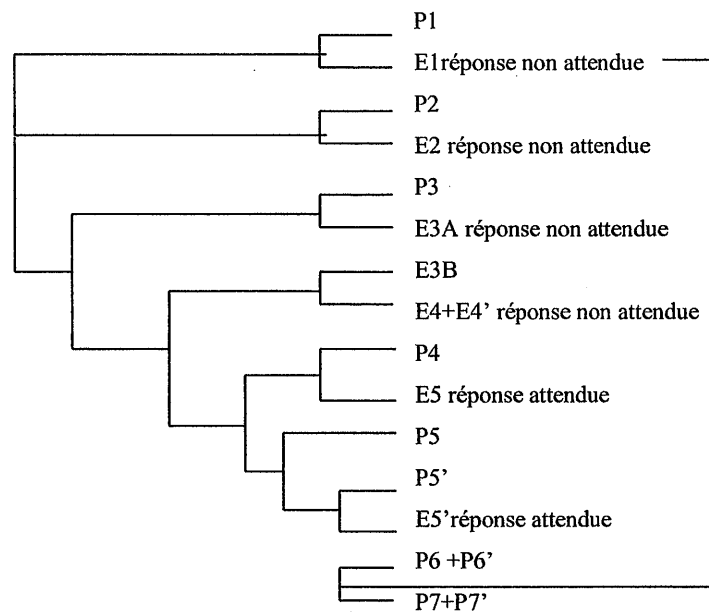 P1
E1réponse non attendue
P2
E2 réponse non attendue
P3
E3A réponse non attendue
E3B
E4+E4’ réponse non attendue
P4
E5 réponse attendue
P5
P5’
E5’réponse attendue
P6 +P6’
P7+P7’